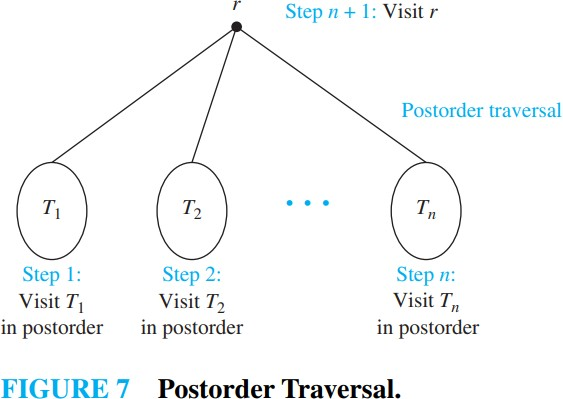 r
Step n + 1: Visit r
Postorder traversal
T1
T2
. . .
Tn
Step 1:
Visit T1
in postorder
Step 2:
Visit T2
in postorder
Step n:
Visit Tn
in postorder
FIGURE 7 Postorder Traversal.